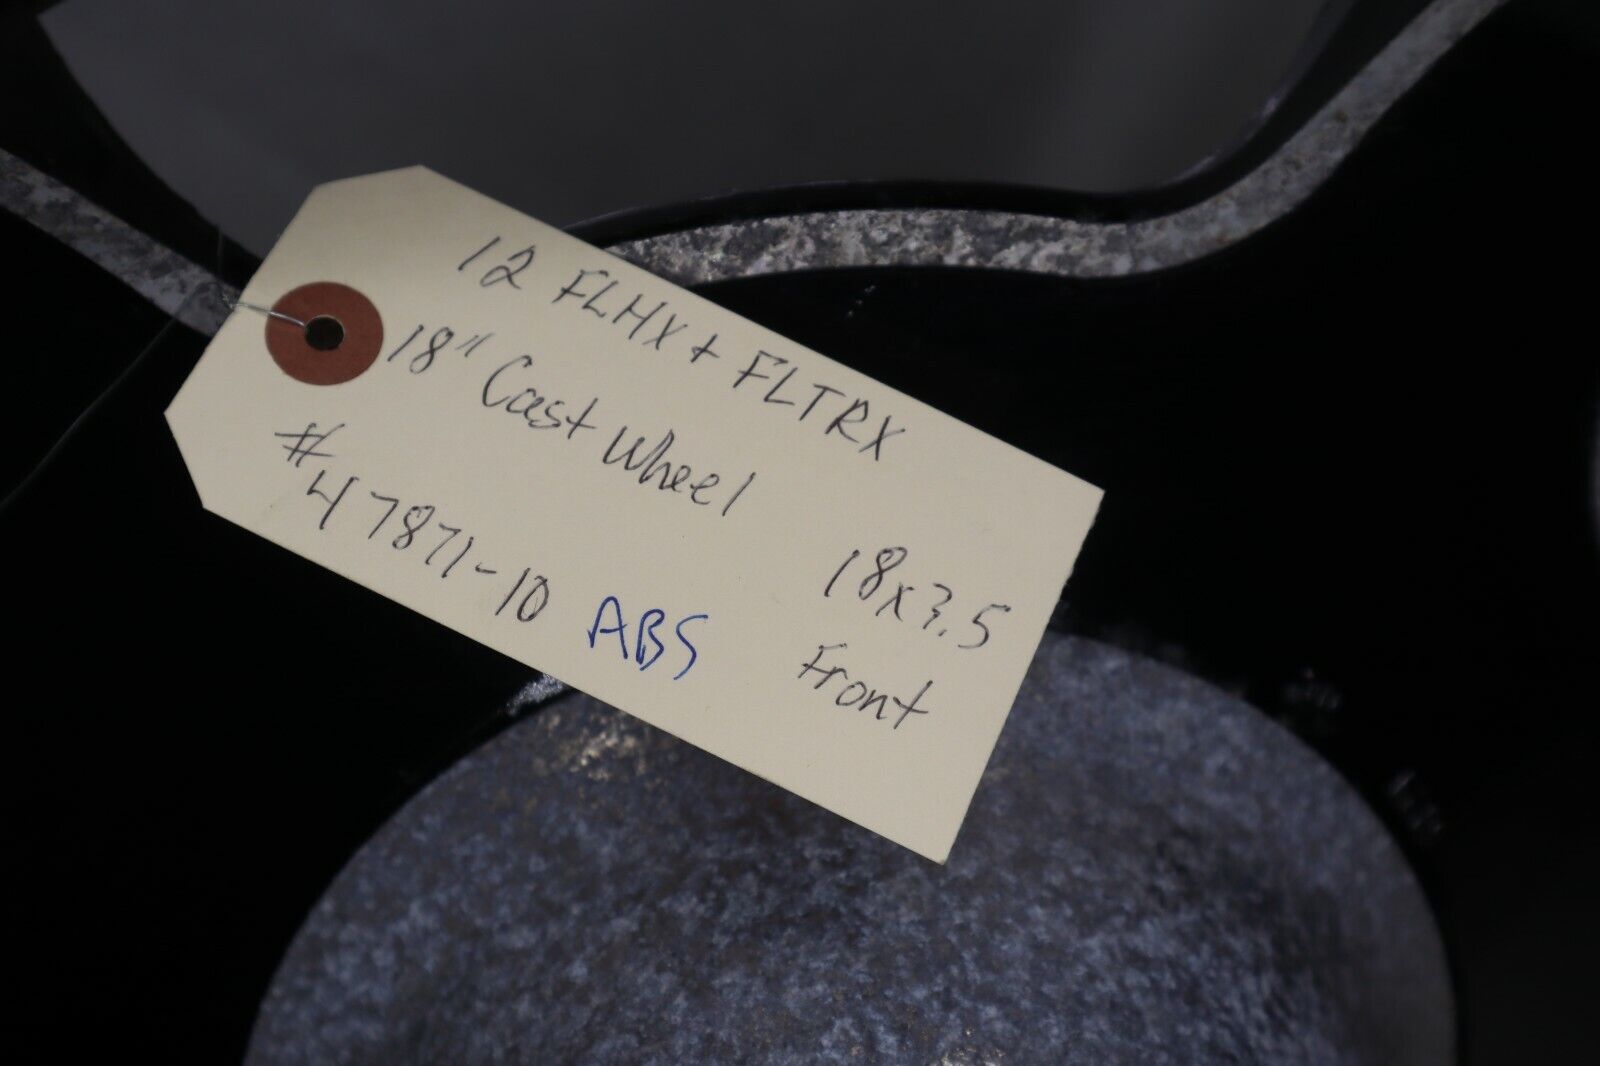 12 FLHX + FLTRX
18" Cast Wheel
#47871-10 ABS
18x3.5
Front